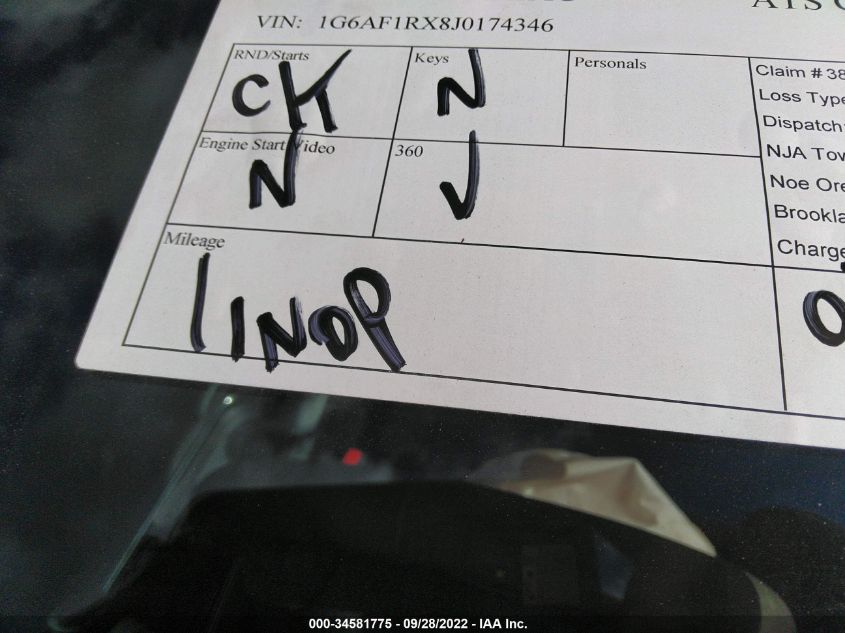 VIN: 1G6AF1RX8J0174346
RND/Starts
CK
Keys
N
Personals
Engine Start Video
N
360
Mileage
1 INOP
Claim # 38
Loss Type
Dispatch
NJA Tow
Noe Ore
Brookla
Charge
000-34581775 - 09/28/2022 - IAA Inc.